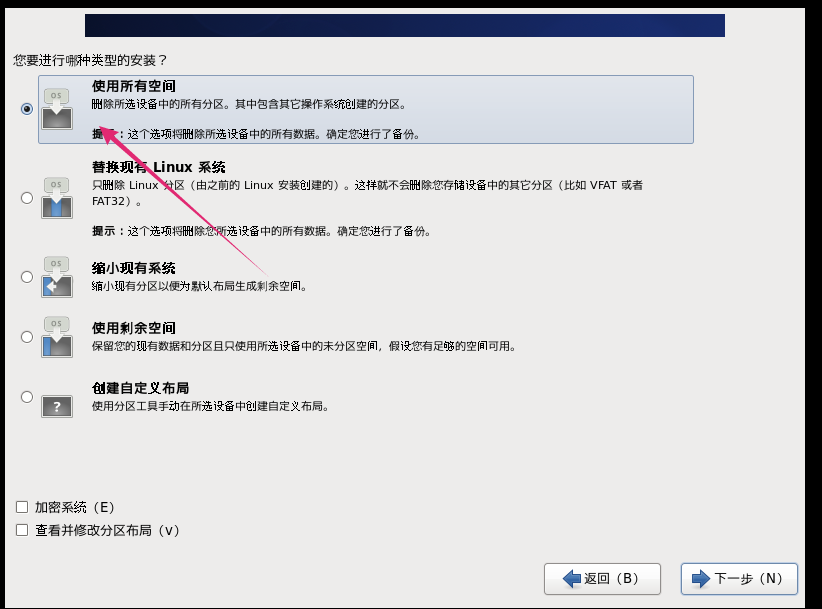 您要进行哪种类型的安装？
OS
使用所有空间
删除所选设备中的所有分区。其中包含其它操作系统创建的分区。
提示：这个选项将删除所选设备中的所有数据。确定您进行了备份。
OS
替换现有 Linux 系统
只删除 Linux 分区（由之前的 Linux 安装创建的）。这样就不会删除您存储设备中的其它分区（比如 VFAT 或者
FAT32）。
提示：这个选项将删除您所选设备中的所有数据。确定您进行了备份。
OS
缩小现有系统
缩小现有分区以便为默认布局生成剩余空间。
OS
使用剩余空间
保留您的现有数据和分区且只使用所选设备中的未分区空间，假设您有足够的空间可用。
?
创建自定义布局
使用分区工具手动在所选设备中创建自定义布局。
加密系统（E）
查看并修改分区布局（v）
返回（B）
下一步（N）